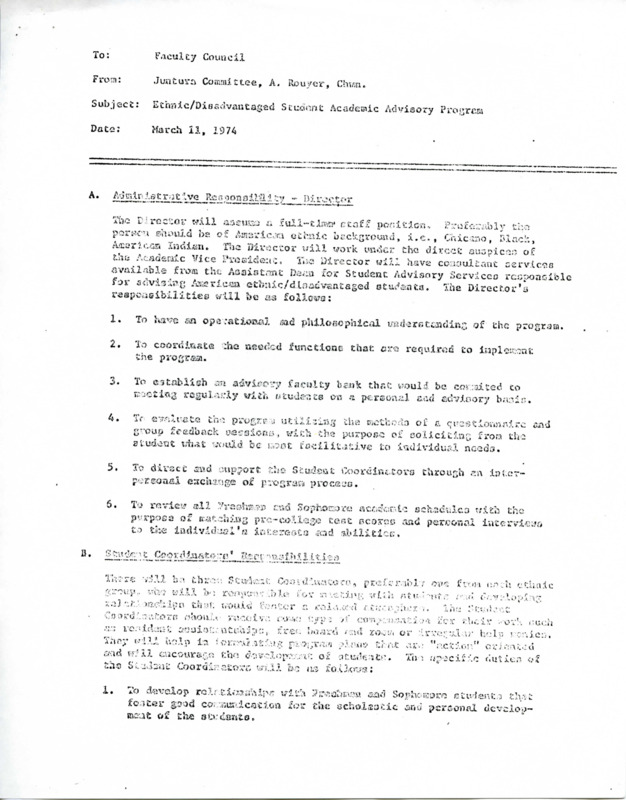 To: Faculty Council
From: Juntura Committee, A. Rouyer, Chmn.
Subject: Ethnic/Disadvantaged Student Academic Advisory Program
Date: March 11, 1974
A. Administrative Responsibility - Director
The Director will assume a full-time staff position. Preferably the
person should be of American ethnic background, i.e., Chicano, Black,
American Indian. The Director will work under the direct auspices of
the Academic Vice President. The Director will have consultant services
available from the Assistant Dean for Student Advisory Services responsible
for advising American ethnic/disadvantaged students. The Director's
responsibilities will be as follows:
1. To have an operational and philosophical understanding of the program.
2. To coordinate the needed functions that are required to implement
the program.
3. To establish an advisory faculty bank that would be commited to
meeting regularly with students on a personal and advisory basis.
4. To evaluate the program utilizing the methods of a questionnaire and
group feedback sessions, with the purpose of soliciting from the
student what would be most facilitative to individual needs.
5. To direct and support the Student Coordinators through an inter-
personal exchange of program process.
6. To review all Freshman and Sophomore academic schedules with the
purpose of matching pre-college test scores and personal interviews
to the individual's interests and abilities.
B. Student Coordinators' Responsibilities
There will be three Student Coordinators, preferably one from each ethnic
group, who will be responsible for meeting with students and developing
relationships that would foster a relaxed atmosphere. The Student
Coordinators should receive some type of compensation for their work such
as resident assistantships, free board and room or irregular help monies.
They will help in formulating program plans that are "action" oriented
and will encourage the development of students. The specific duties of
the Student Coordinators will be as follows:
1. To develop relationships with Freshman and Sophomore students that
foster good communication for the scholastic and personal develop-
ment of the students.